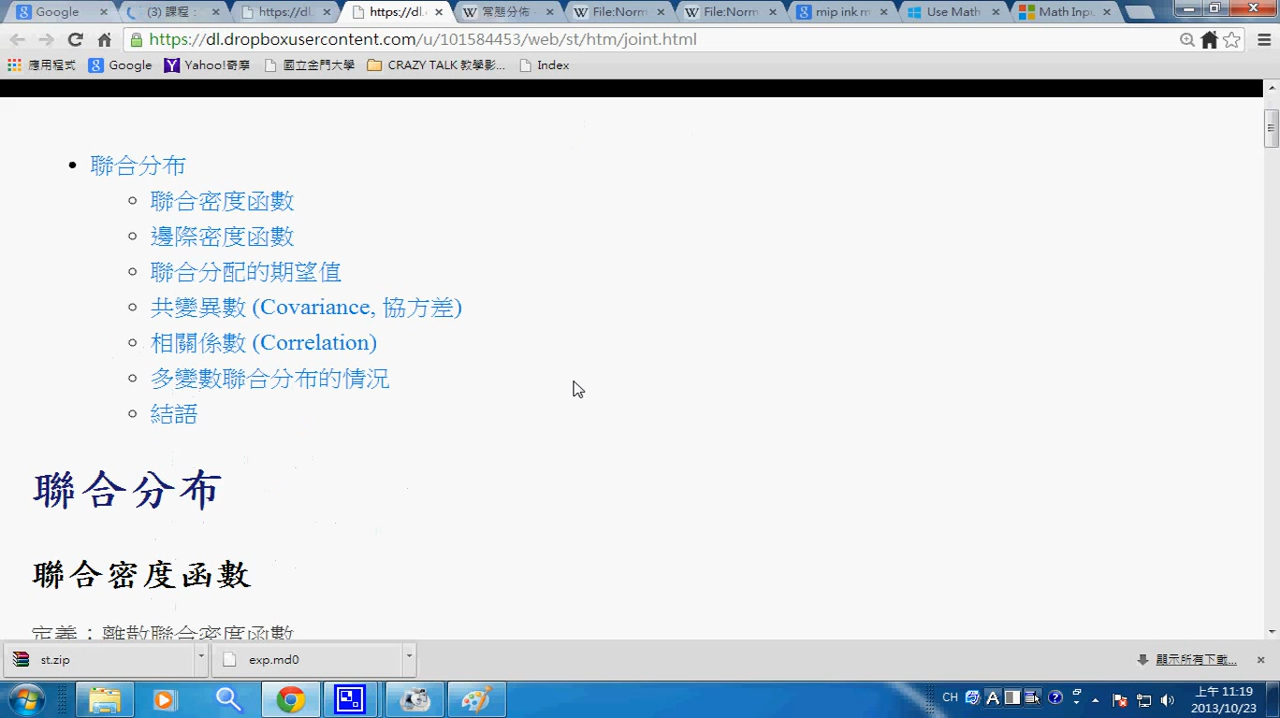 Google
(3) 課程：
https://dl.
https://dl.
常態分佈
File:Norm
File:Norm
mip ink m
Use Math
Math Inpu
https://dl.dropboxusercontent.com/u/101584453/web/st/htm/joint.html
應用程式
Google
Yahoo!奇摩
國立金門大學
CRAZY TALK 教學影...
Index
聯合分布
聯合密度函數
邊際密度函數
聯合分配的期望值
共變異數 (Covariance, 協方差)
相關係數 (Correlation)
多變數聯合分布的情況
結語
聯合分布
聯合密度函數
定義：離散聯合密度函數
st.zip
exp.md0
顯示所有下載...
CH
A
上午 11:19
2013/10/23